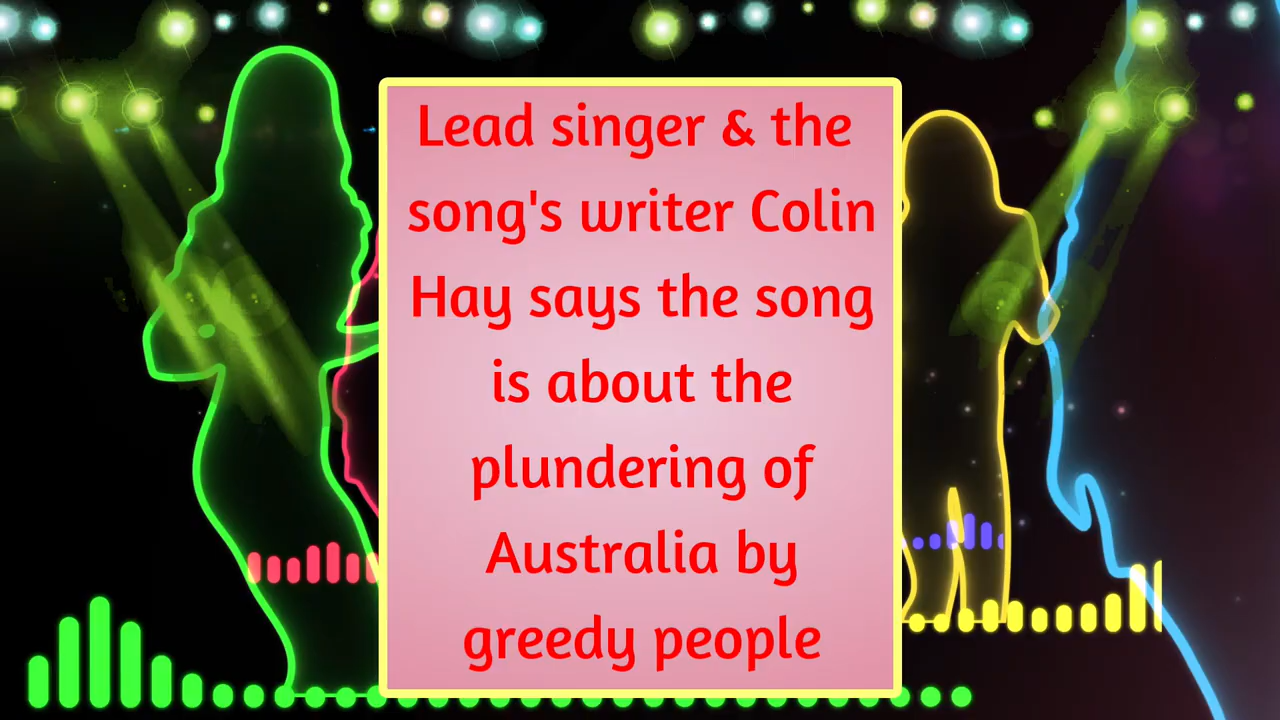 Lead singer & the
song's writer Colin
Hay says the song
is about the
plundering of
Australia by
greedy people